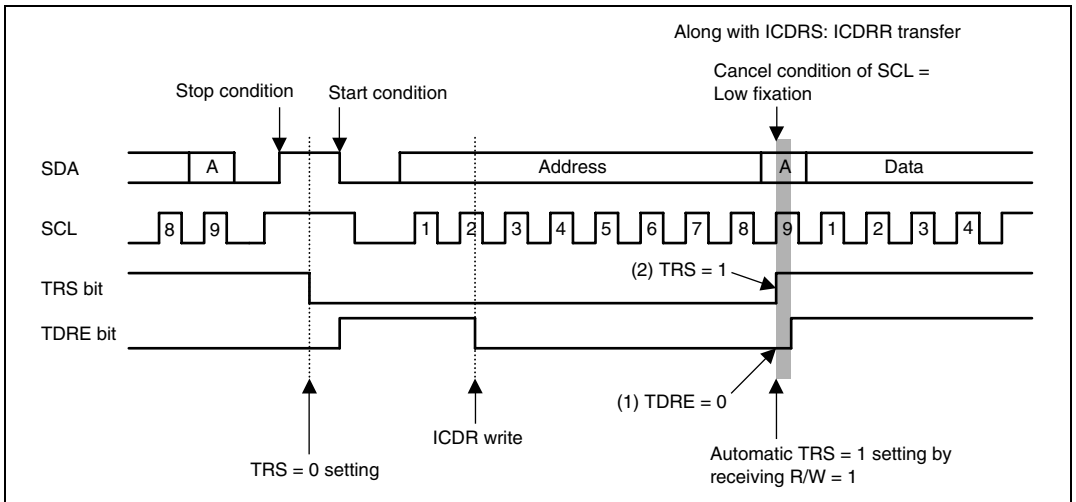 Along with ICDRS: ICDRR transfer
Cancel condition of SCL =
Low fixation
Stop condition
Start condition
SDA
A
Address
A
Data
SCL
8 9 1 2 3 4 5 6 7 8 9 1 2 3 4
(2) TRS = 1
TRS bit
TDRE bit
(1) TDRE = 0
ICDR write
TRS = 0 setting
Automatic TRS = 1 setting by
receiving R/W = 1